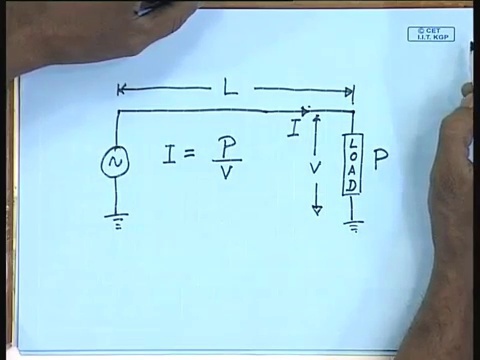 © CET
I.I.T. KGP
L
I
I = P/V
V
LOAD
P